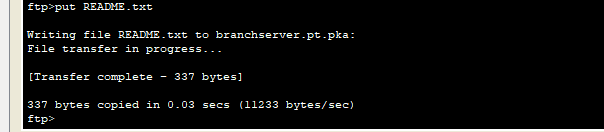 ftp>put README.txt
Writing file README.txt to branchserver.pt.pka:
File transfer in progress...
[Transfer complete - 337 bytes]
337 bytes copied in 0.03 secs (11233 bytes/sec)
ftp>